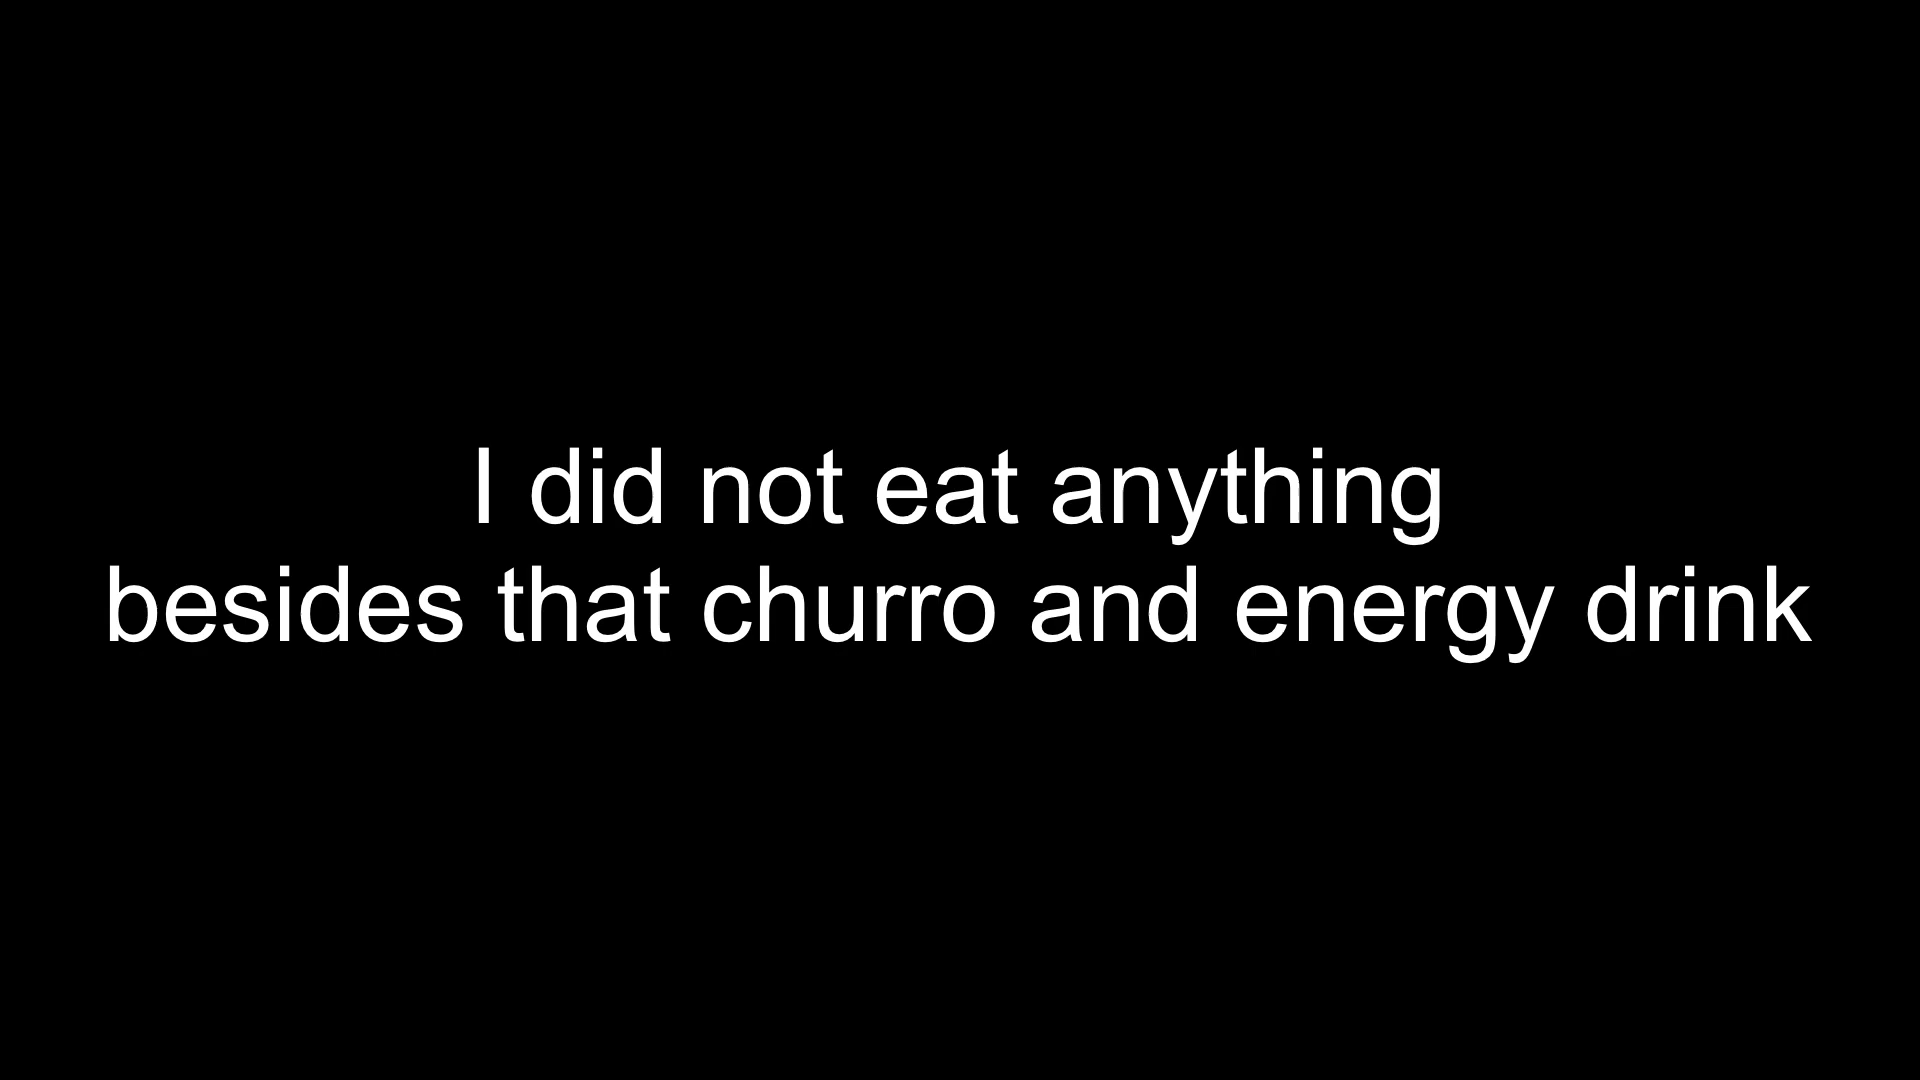 I did not eat anything
besides that churro and energy drink